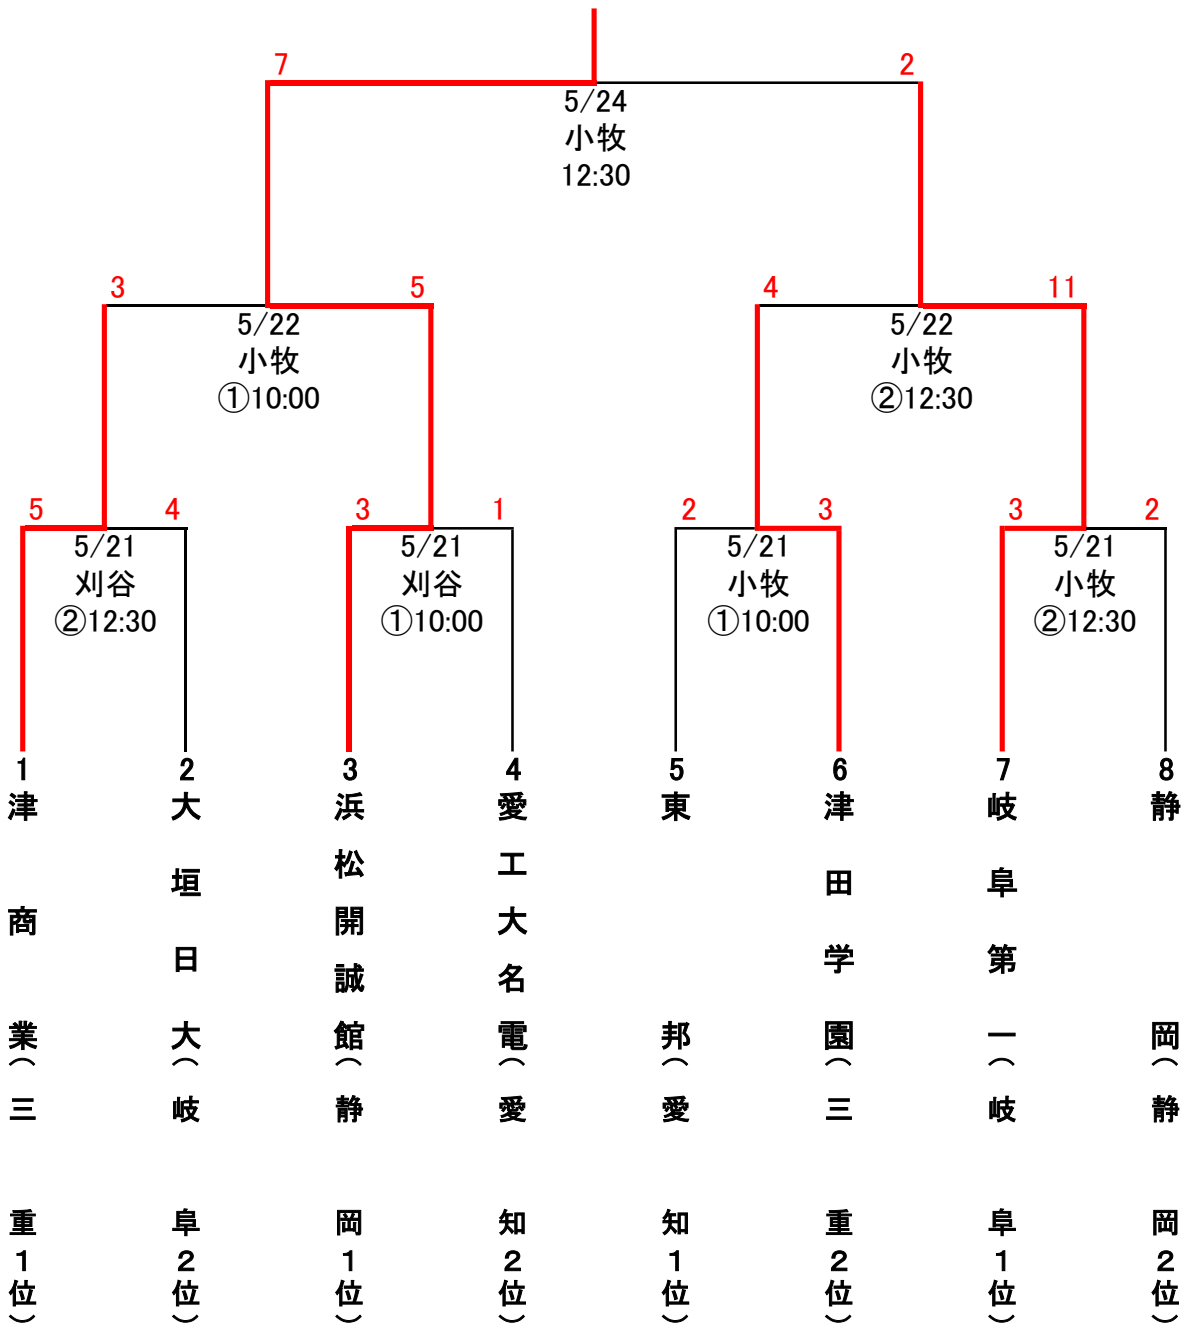 7
2
5/24
小牧
12:30
3
5
4
11
5/22
小牧
①10:00
5/22
小牧
②12:30
5
4
3
1
2
3
3
2
5/21
刈谷
②12:30
5/21
刈谷
①10:00
5/21
小牧
①10:00
5/21
小牧
②12:30
1
津商業(三重1位)
2
大垣日大(岐阜2位)
3
浜松開誠館(静岡1位)
4
愛工大名電(愛知2位)
5
東邦(愛知1位)
6
津田学園(三重2位)
7
岐阜第一(岐阜1位)
8
静岡(静岡2位)